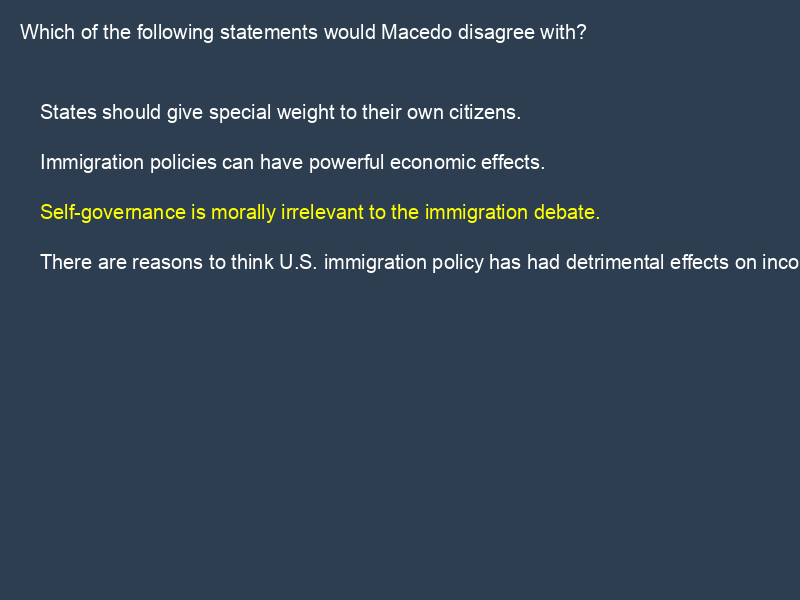 Which of the following statements would Macedo disagree with?
States should give special weight to their own citizens.
Immigration policies can have powerful economic effects.
Self-governance is morally irrelevant to the immigration debate.
There are reasons to think U.S. immigration policy has had detrimental effects on inco